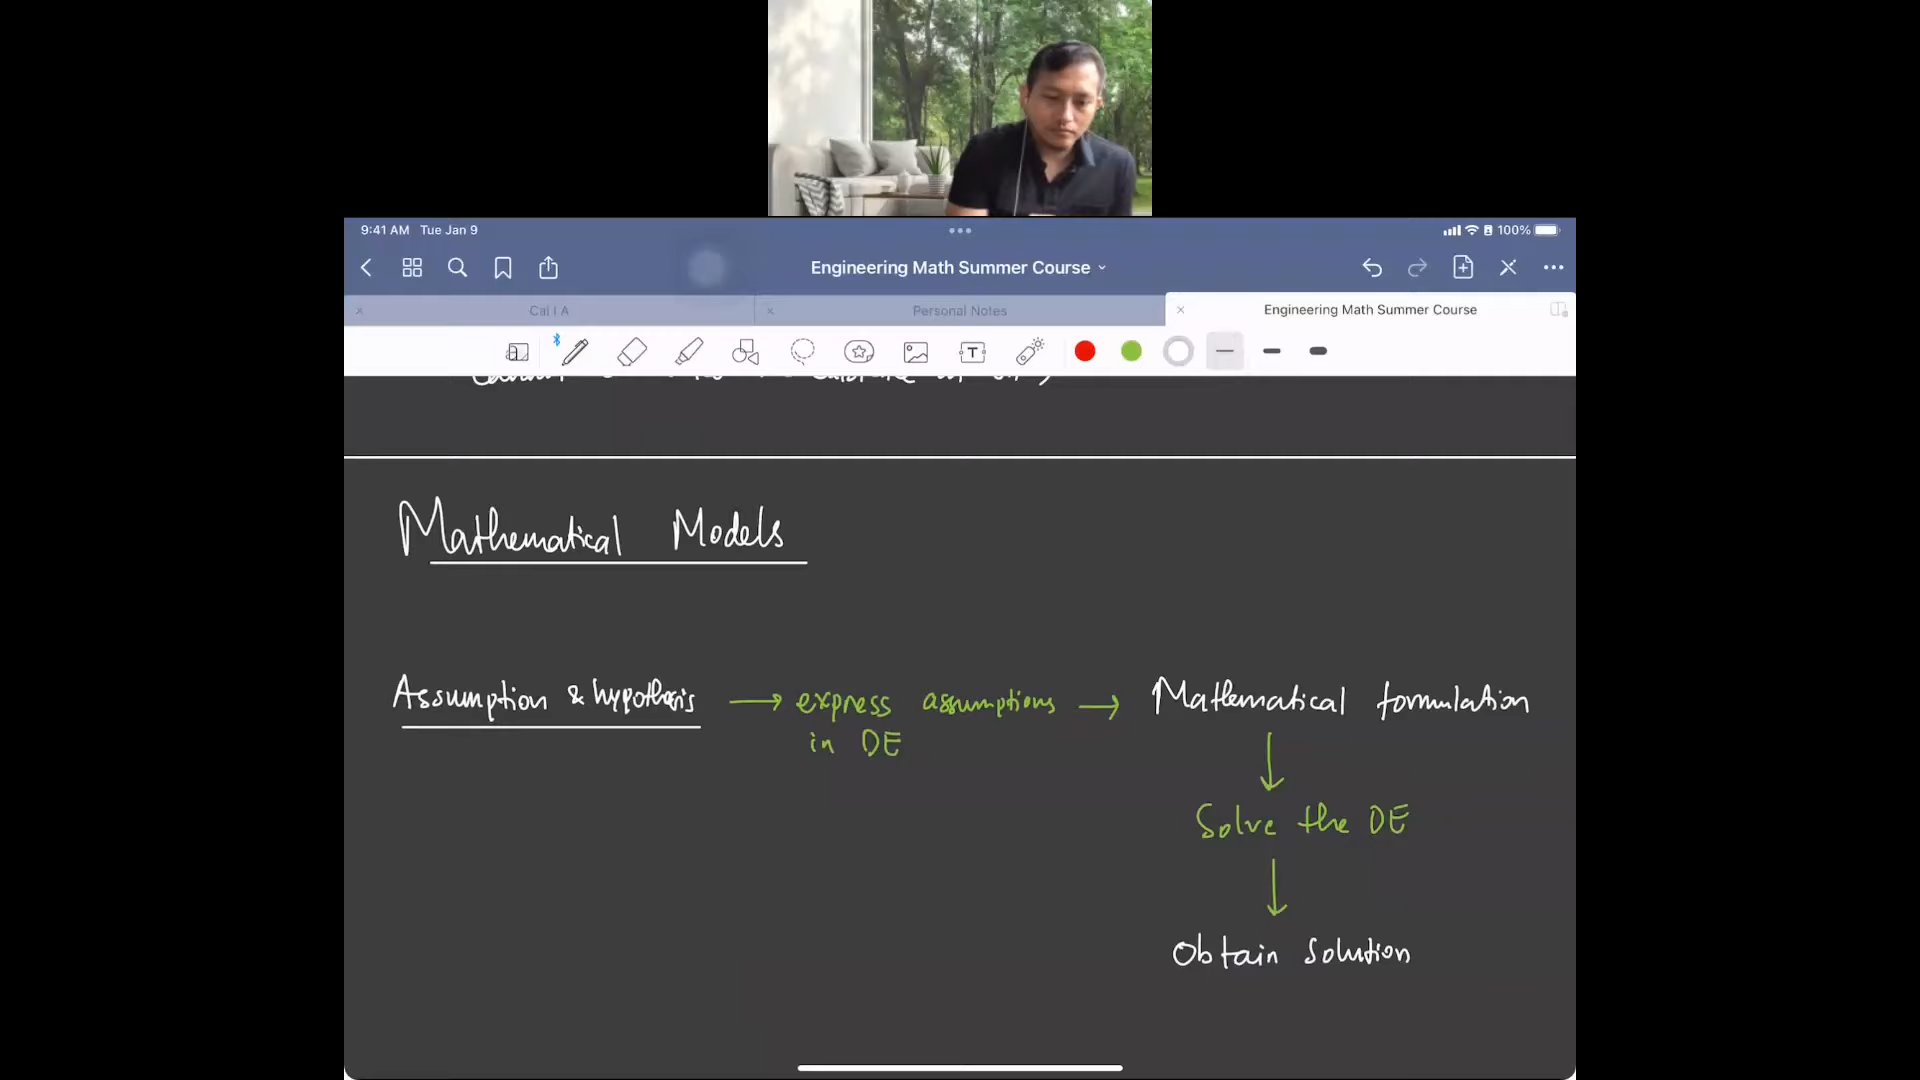 9:41 AM Tue Jan 9
100%
Engineering Math Summer Course
Cal I A
Personal Notes
Engineering Math Summer Course
T
Mathematical Models
Assumption & hypothesis → express assumptions → Mathematical formulation
in DE
Solve the DE
Obtain Solution